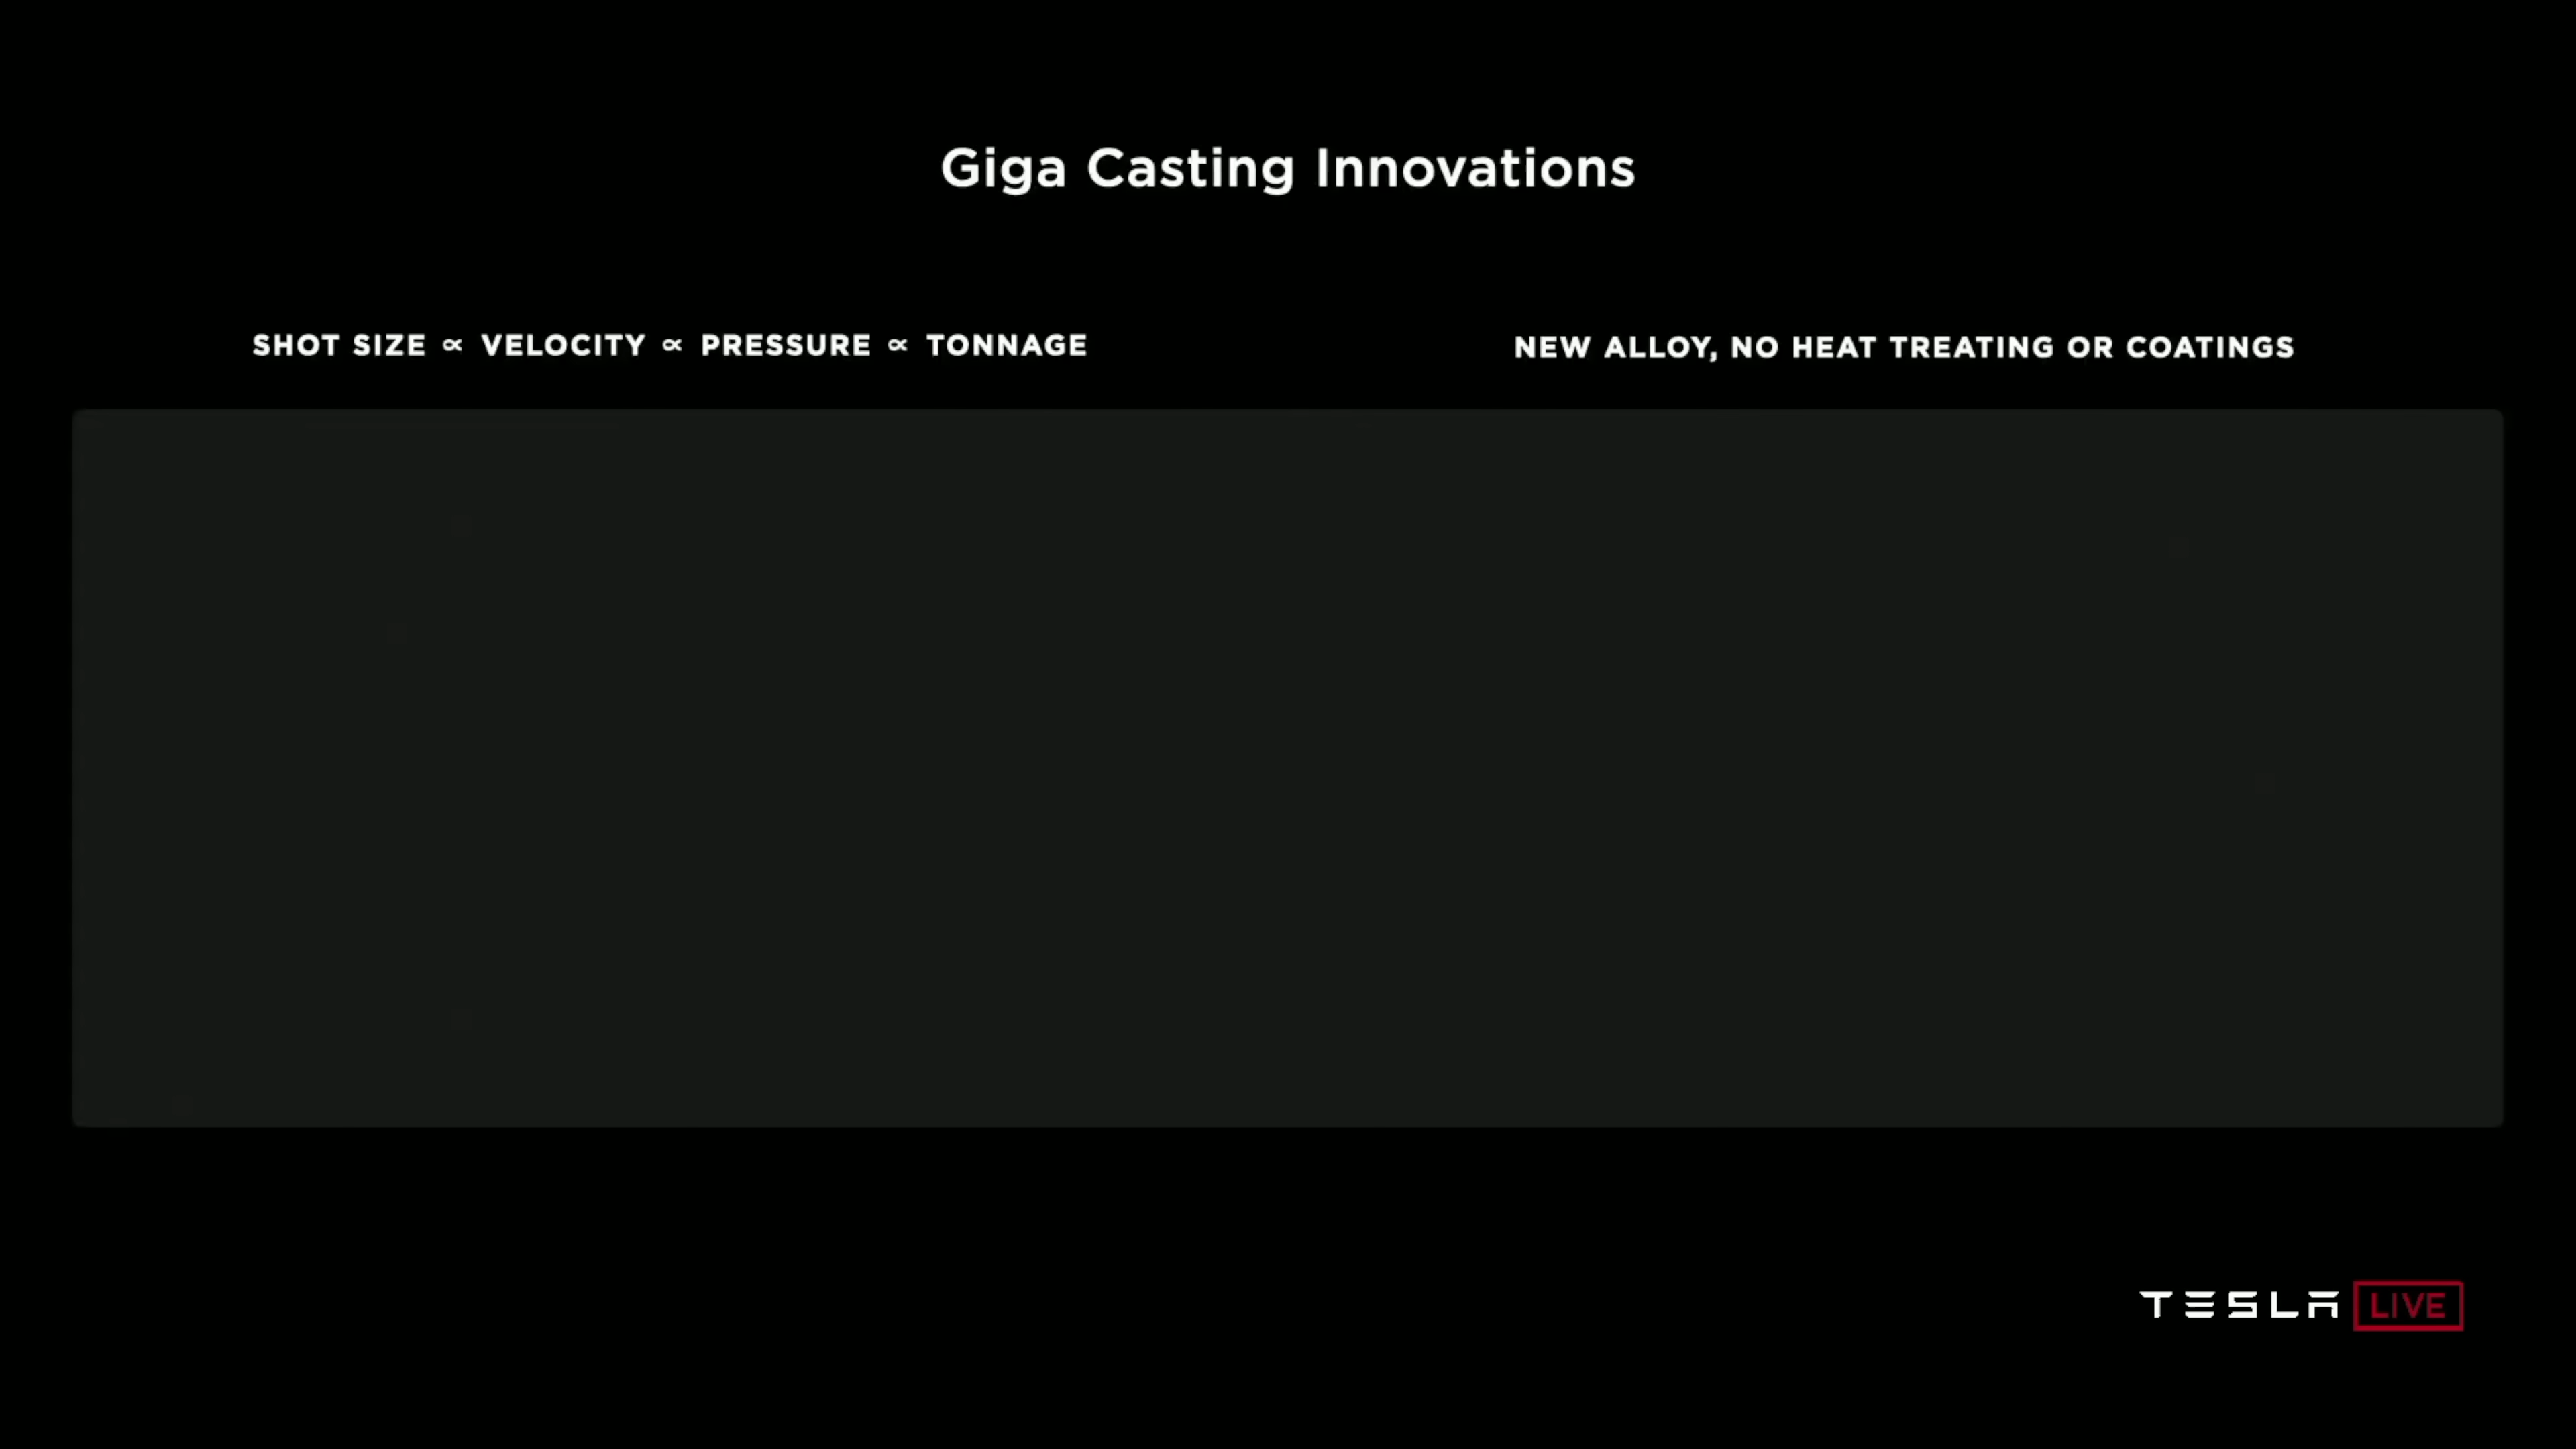 Giga Casting Innovations
SHOT SIZE ∝ VELOCITY ∝ PRESSURE ∝ TONNAGE
NEW ALLOY, NO HEAT TREATING OR COATINGS
TESLA LIVE